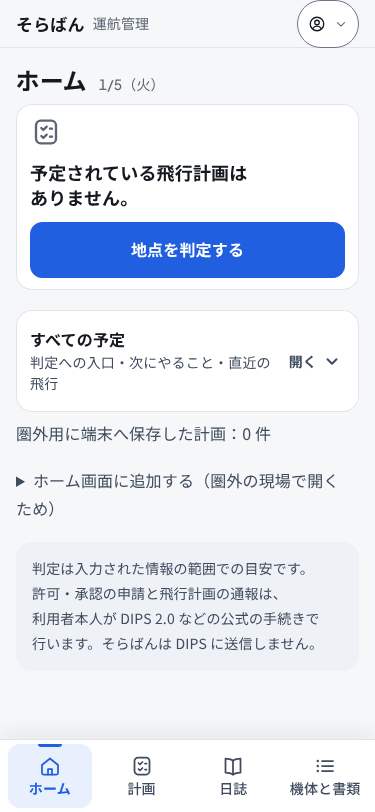 そらばん 運航管理
ホーム 1/5（火）
予定されている飛行計画は
ありません。
地点を判定する
すべての予定
判定への入口・次にやること・直近の
飛行
開く
圏外用に端末へ保存した計画：0 件
▶ ホーム画面に追加する（圏外の現場で開く
ため）
判定は入力された情報の範囲での目安です。
許可・承認の申請と飛行計画の通報は、
利用者本人が DIPS 2.0 などの公式の手続きで
行います。そらばんは DIPS に送信しません。
ホーム 計画 日誌 機体と書類